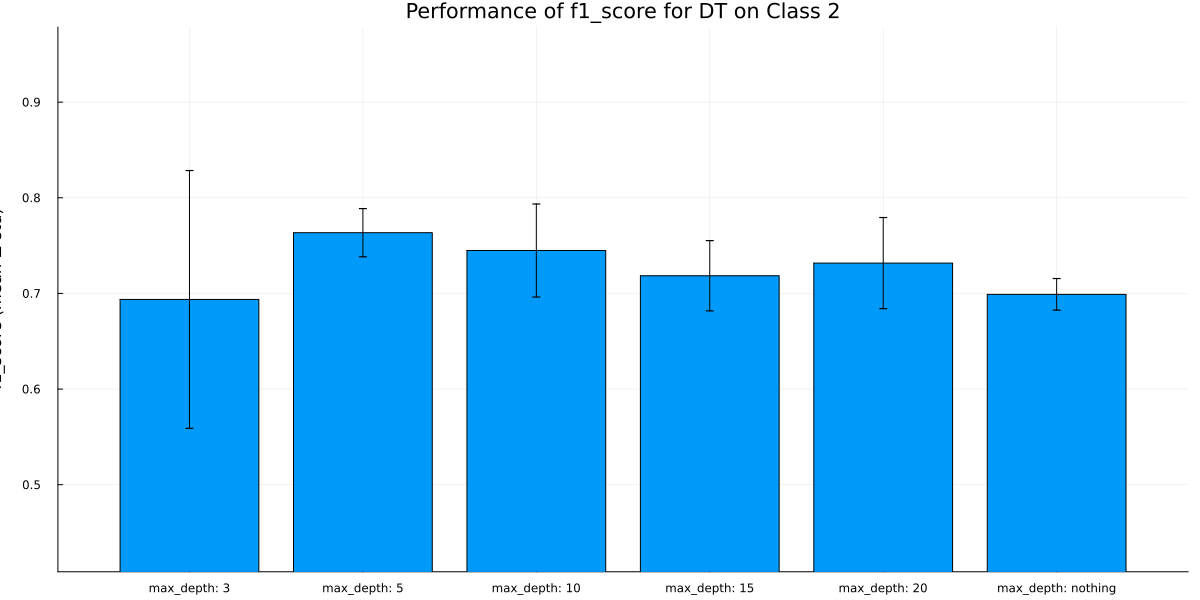 Performance of f1_score for DT on Class 2
0.9
0.8
0.7
0.6
0.5
max_depth: 3
max_depth: 5
max_depth: 10
max_depth: 15
max_depth: 20
max_depth: nothing